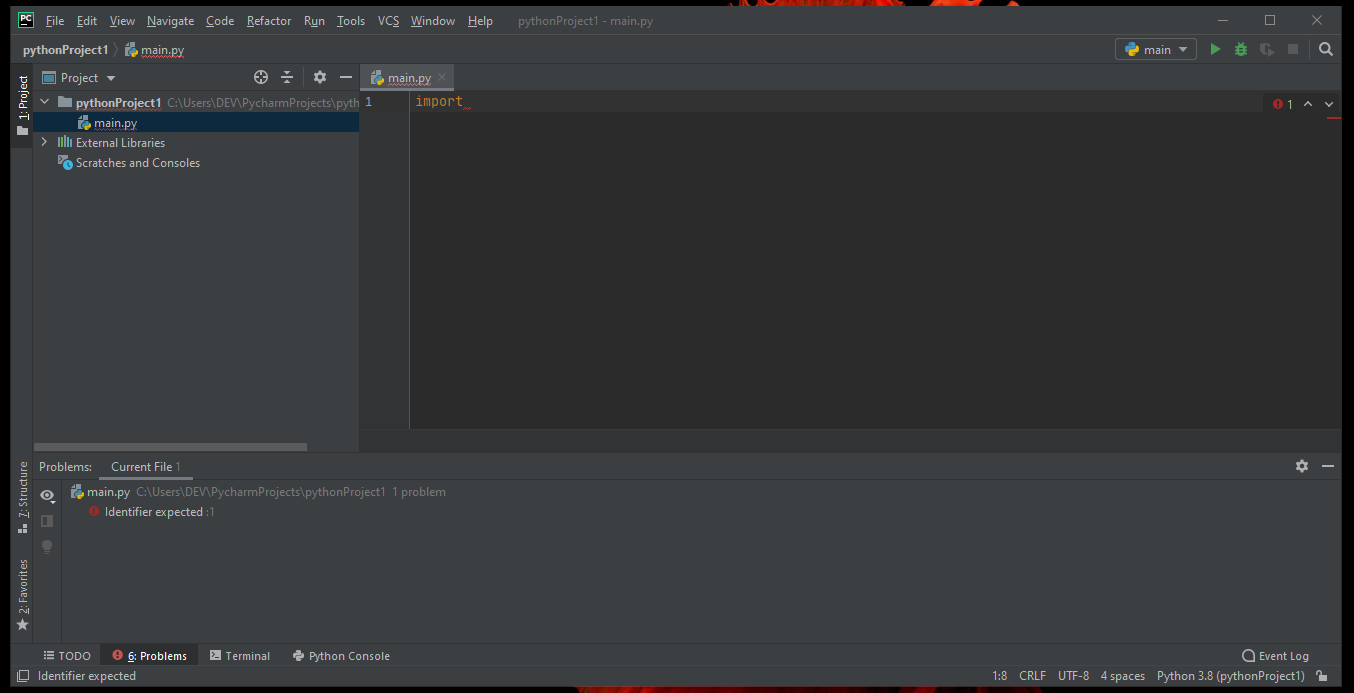 PC File Edit View Navigate Code Refactor Run Tools VCS Window Help pythonProject1 - main.py
pythonProject1 main.py main
1: Project
Project
main.py
pythonProject1 C:\Users\DEV\PycharmProjects\pyth
main.py
External Libraries
Scratches and Consoles
1 import
1
7: Structure
2: Favorites
Problems: Current File 1
main.py C:\Users\DEV\PycharmProjects\pythonProject1 1 problem
Identifier expected :1
TODO 6: Problems Terminal Python Console Event Log
Identifier expected 1:8 CRLF UTF-8 4 spaces Python 3.8 (pythonProject1)